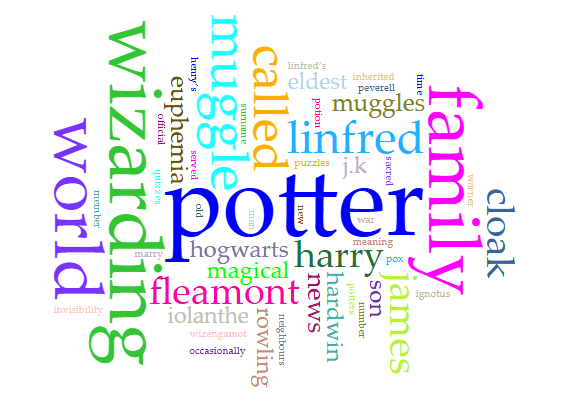 potter
wizarding
family
world
muggle
called
linfred
harry
fleamont
james
cloak
euphemia
hogwarts
magical
muggles
eldest
j.k
son
news
hardwin
rowling
iolanthe
linfred's
inherited
peverell
time
henry's
official
served
surname
potion
puzzles
sacred
warner
member
quizzes
old
new
war
meaning
pox
marry
invisibility
wizengamot
occasionally
neighbours
potters
number
ignotus